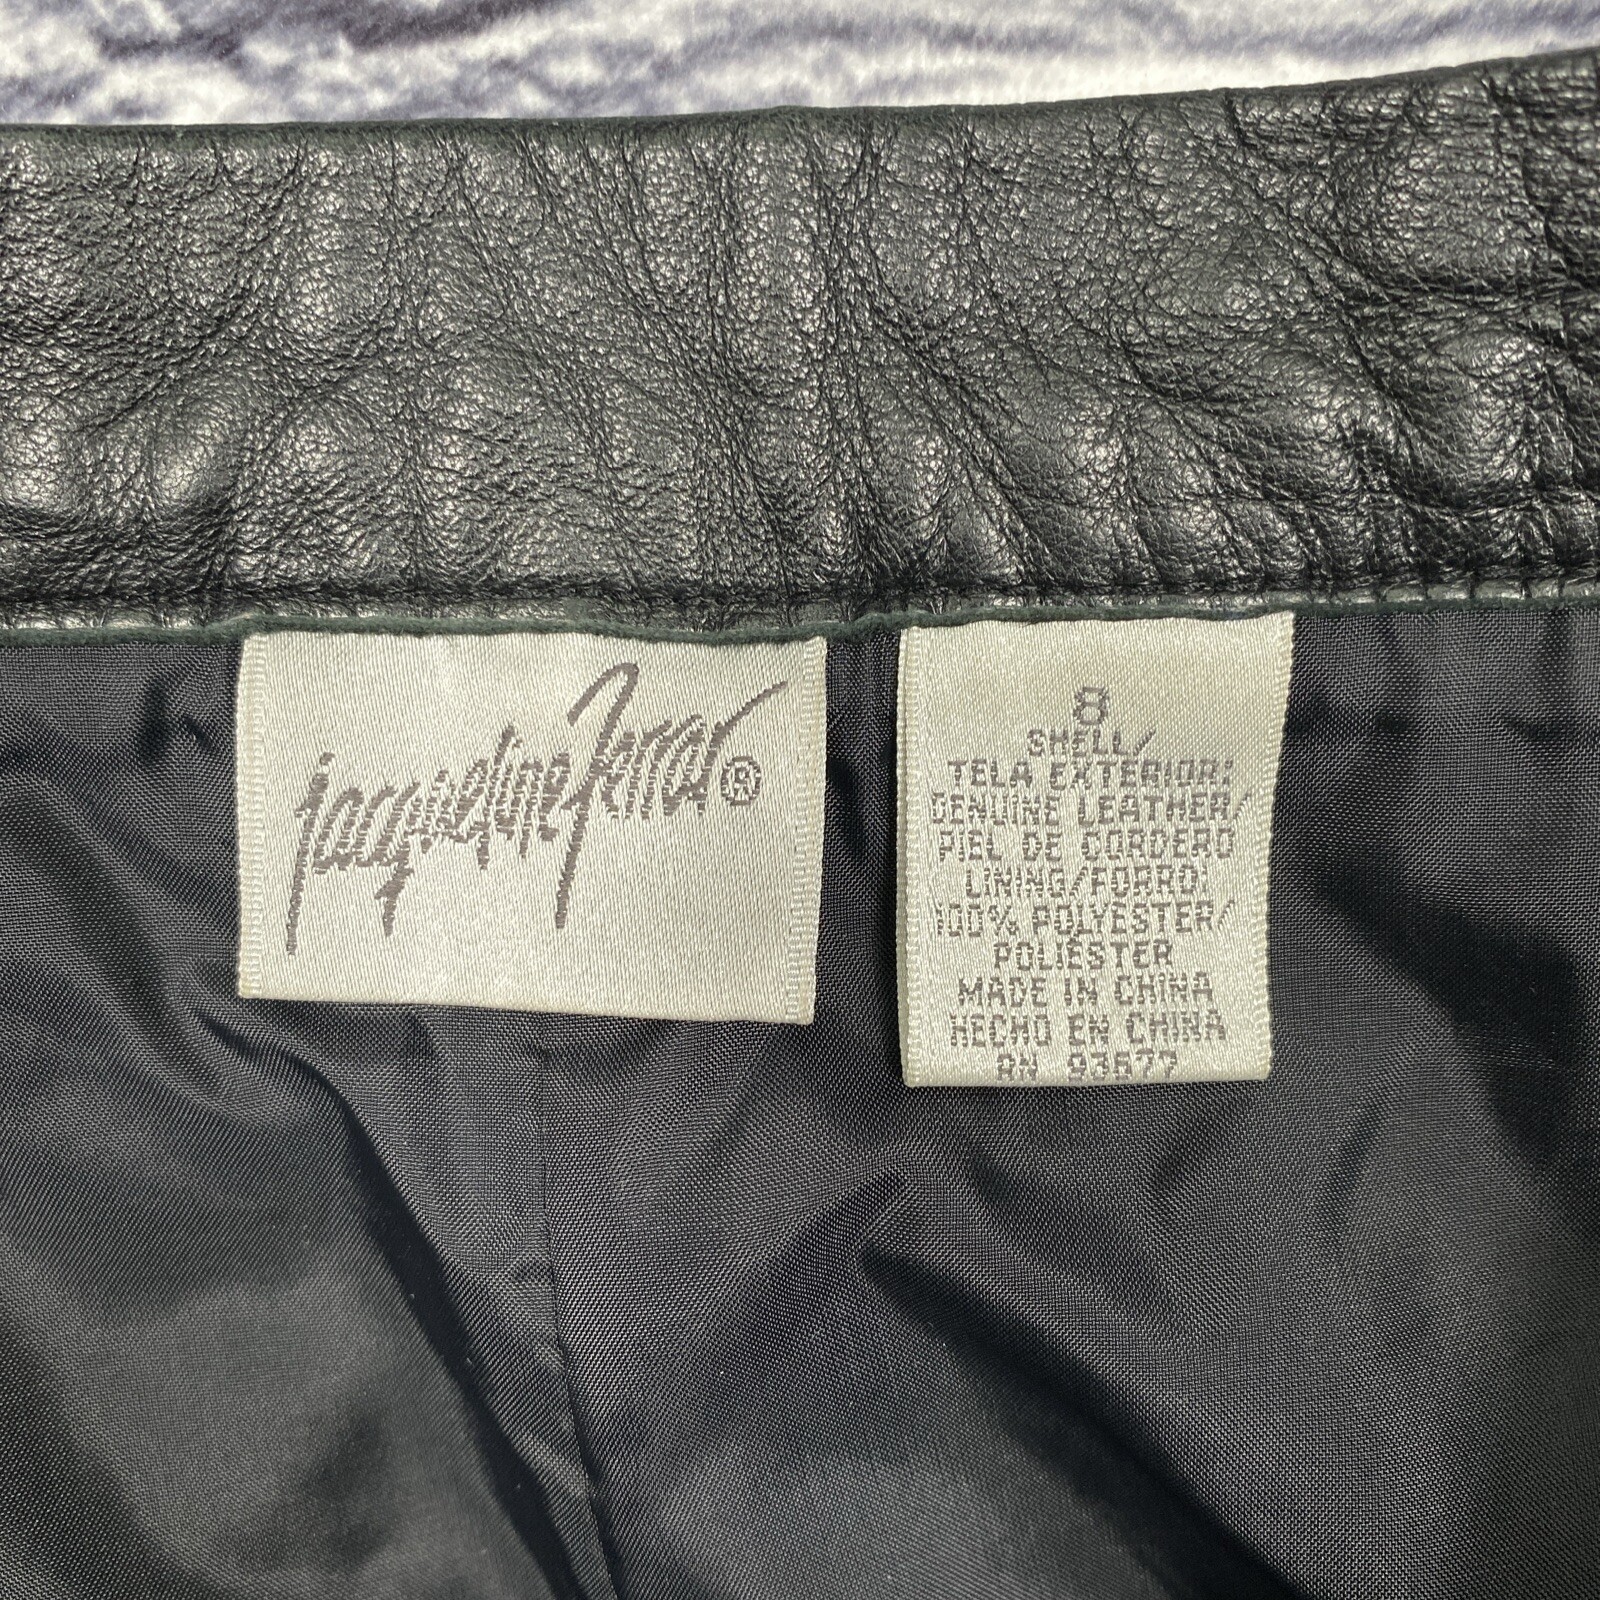 jacqueline Ferrar®
8
SHELL/
TELA EXTERIOR:
GENUINE LEATHER/
PIEL DE CORDERO
LINING/FORRO:
100% POLYESTER/
POLIESTER
MADE IN CHINA
HECHO EN CHINA
RN 93677